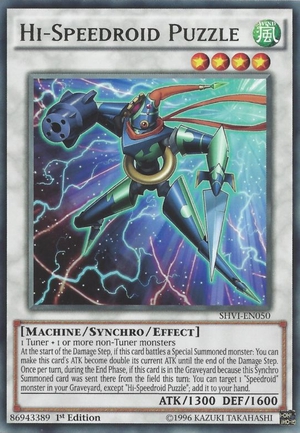 HI-SPEEDROID PUZZLE
WIND
風
SHVI-EN050
[MACHINE/SYNCHRO/EFFECT]
1 Tuner + 1 or more non-Tuner monsters
At the start of the Damage Step, if this card battles a Special Summoned monster: You can
make this card's ATK become double its current ATK until the end of the Damage Step.
Once per turn, during the End Phase, if this card is in the Graveyard because this Synchro
Summoned card was sent there from the field this turn: You can target 1 "Speedroid"
monster in your Graveyard, except "Hi-Speedroid Puzzle"; add it to your hand.
ATK/1300 DEF/1600
86943389 1st Edition ©1996 KAZUKI TAKAHASHI